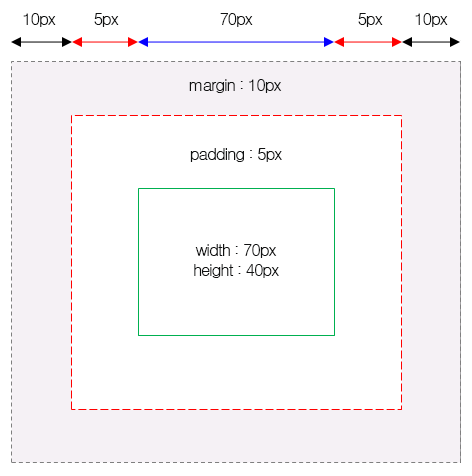 10px 5px 70px 5px 10px
margin : 10px
padding : 5px
width : 70px
height : 40px